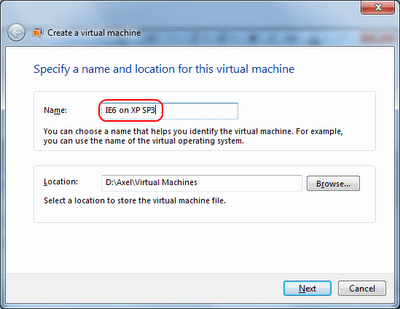 Create a virtual machine
Specify a name and location for this virtual machine
Name: IE6 on XP SP3
You can choose a name that helps you identify the virtual machine. For example,
you can use the name of the virtual operating system.
Location: D:\Axel\Virtual Machines Browse...
Select a location to store the virtual machine file.
Next Cancel